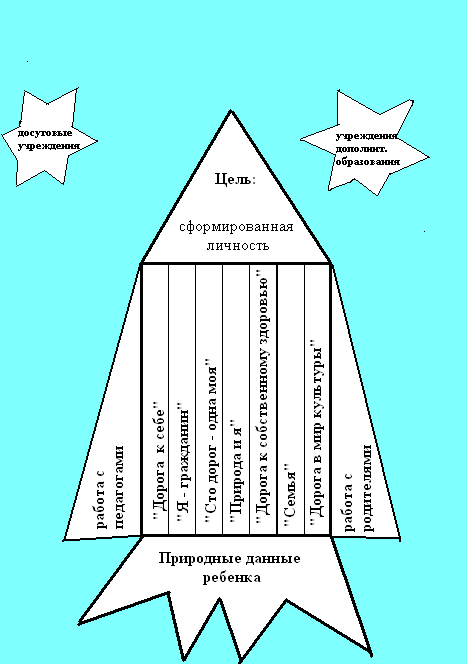 досуговые
учреждения
учреждения
дополнит.
образования
Цель:
сформированная
личность
работа с
педагогами
"Дорога к себе"
"Я - гражданин"
"Сто дорог - одна моя"
"Природа и я"
"Дорога к собственному здоровью"
"Семья"
"Дорога в мир культуры"
работа с
родителями
Природные данные
ребенка